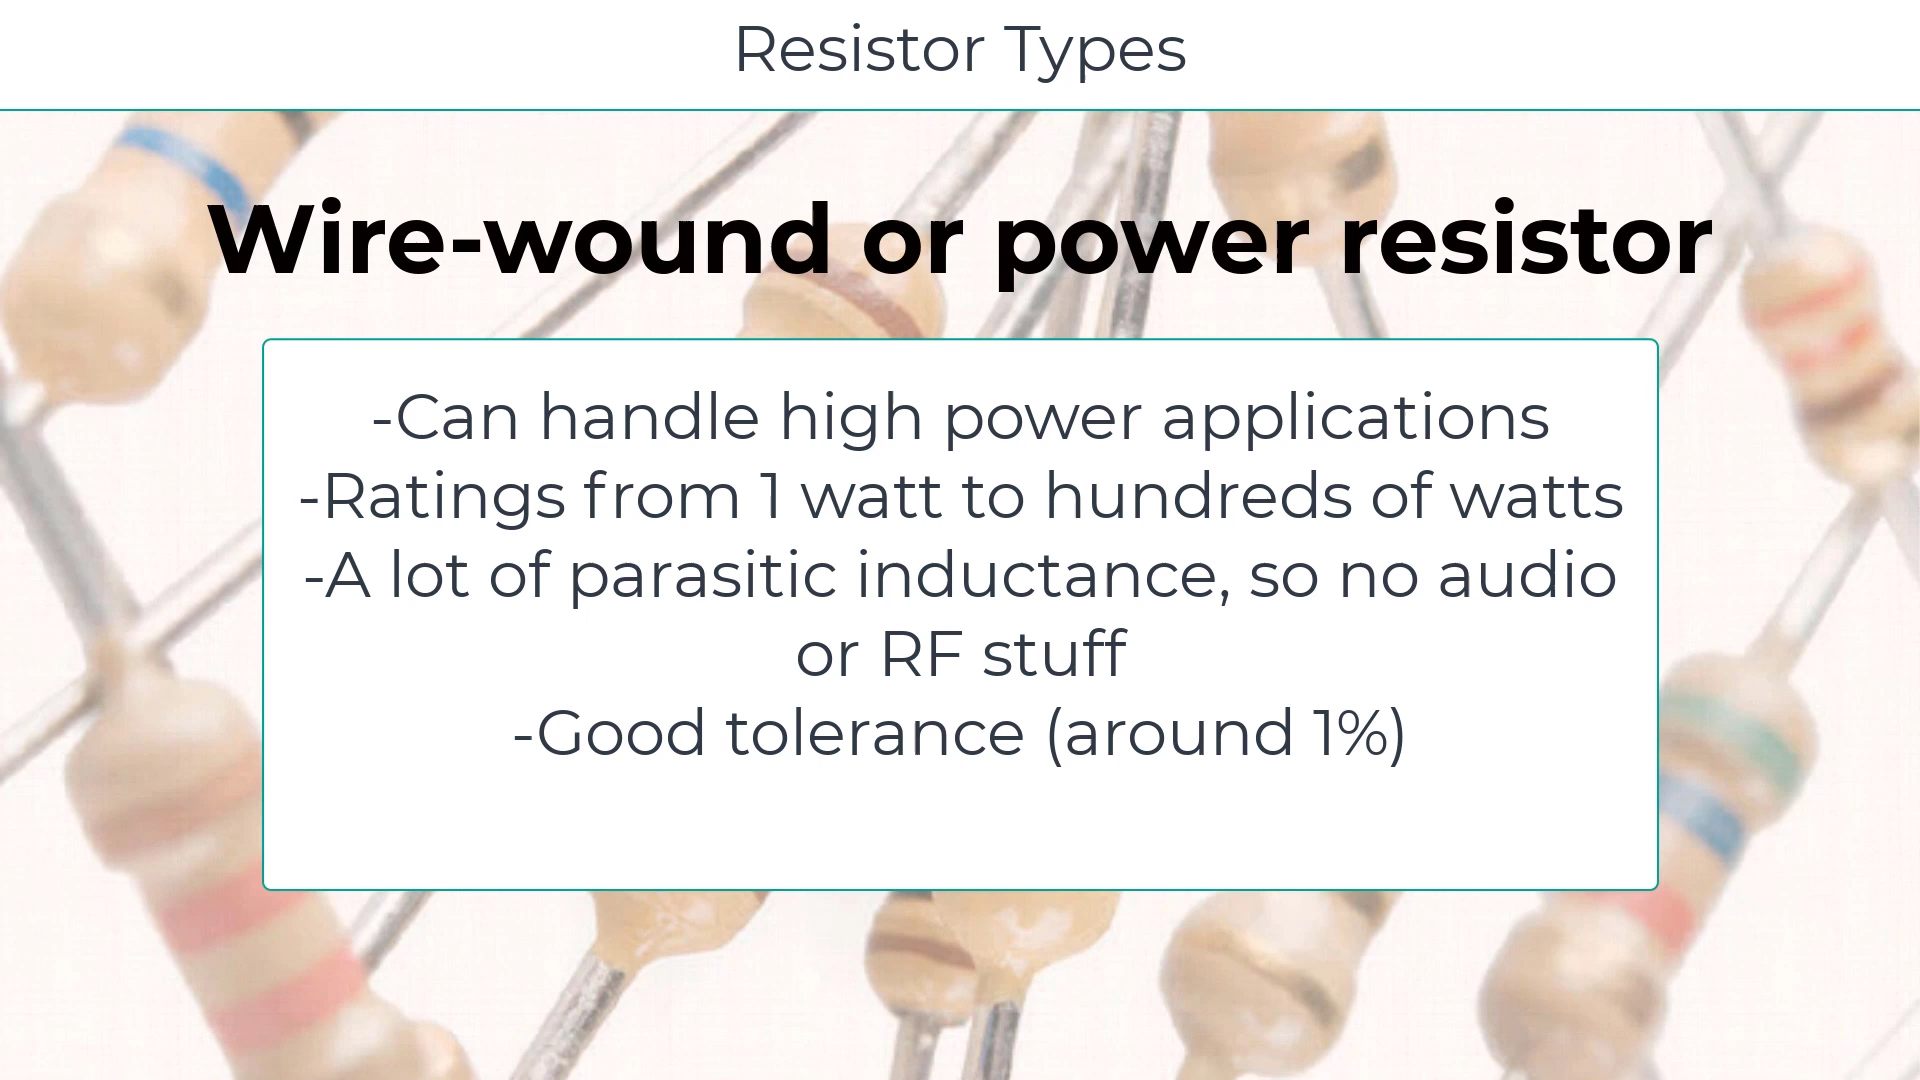 Resistor Types
Wire-wound or power resistor
-Can handle high power applications
-Ratings from 1 watt to hundreds of watts
-A lot of parasitic inductance, so no audio
or RF stuff
-Good tolerance (around 1%)